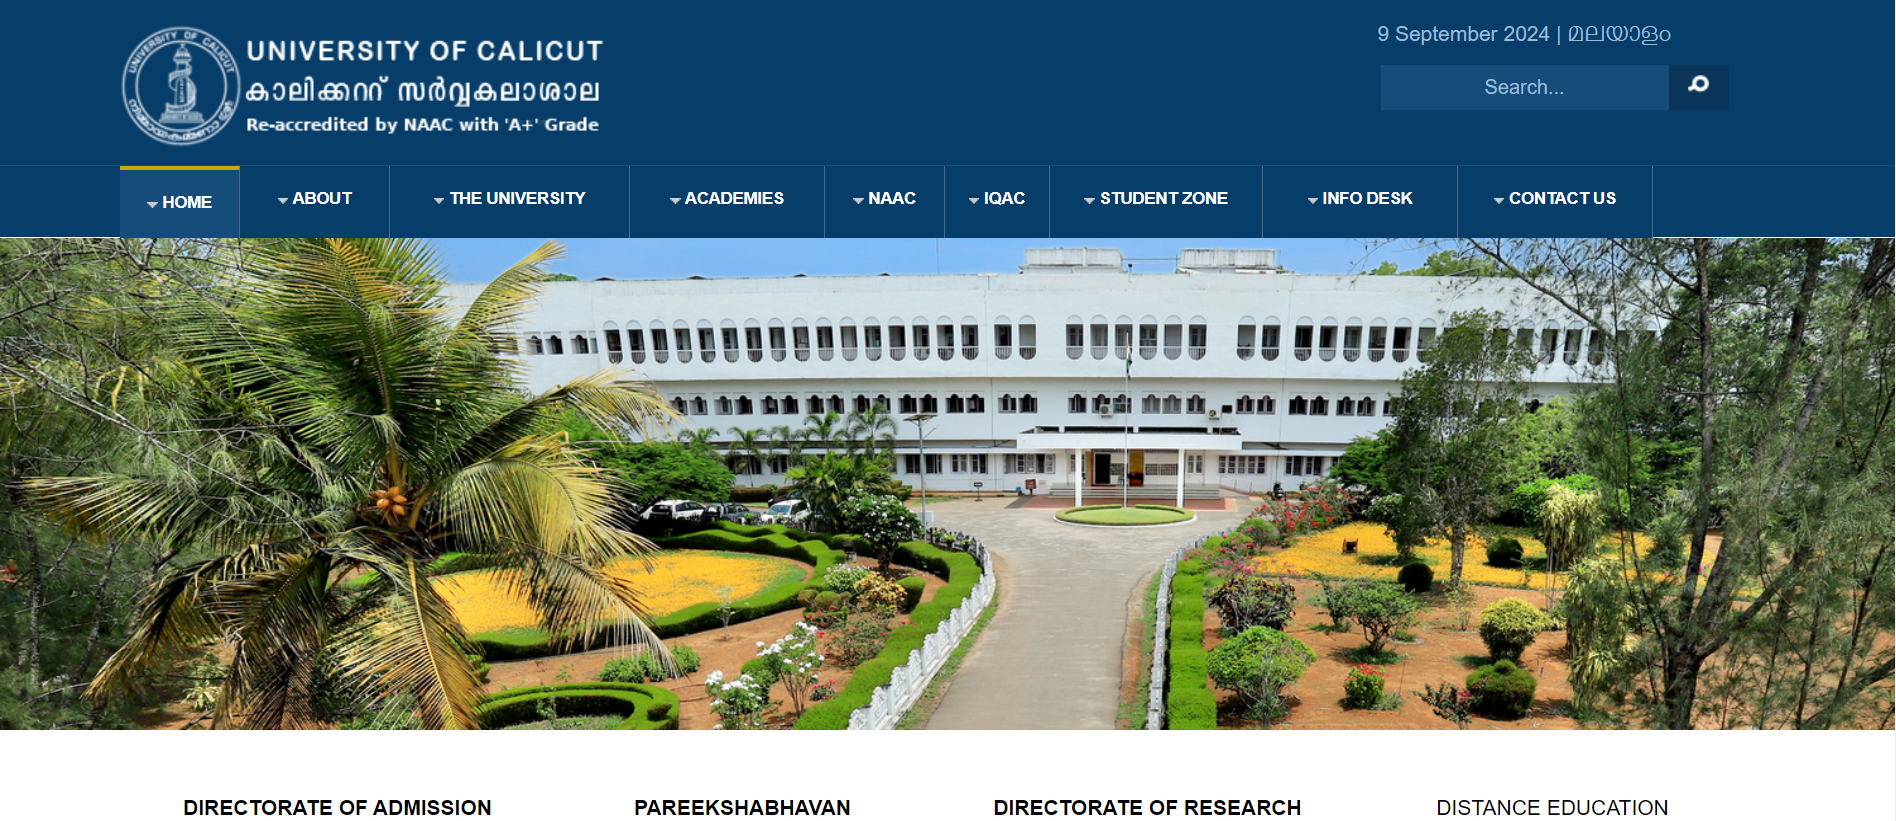 UNIVERSITY OF CALICUT
കാലിക്കററ് സർവ്വകലാശാല
Re-accredited by NAAC with 'A+' Grade
9 September 2024 | മലയാളം
Search...
HOME
ABOUT
THE UNIVERSITY
ACADEMIES
NAAC
IQAC
STUDENT ZONE
INFO DESK
CONTACT US
DIRECTORATE OF ADMISSION
PAREEKSHABHAVAN
DIRECTORATE OF RESEARCH
DISTANCE EDUCATION